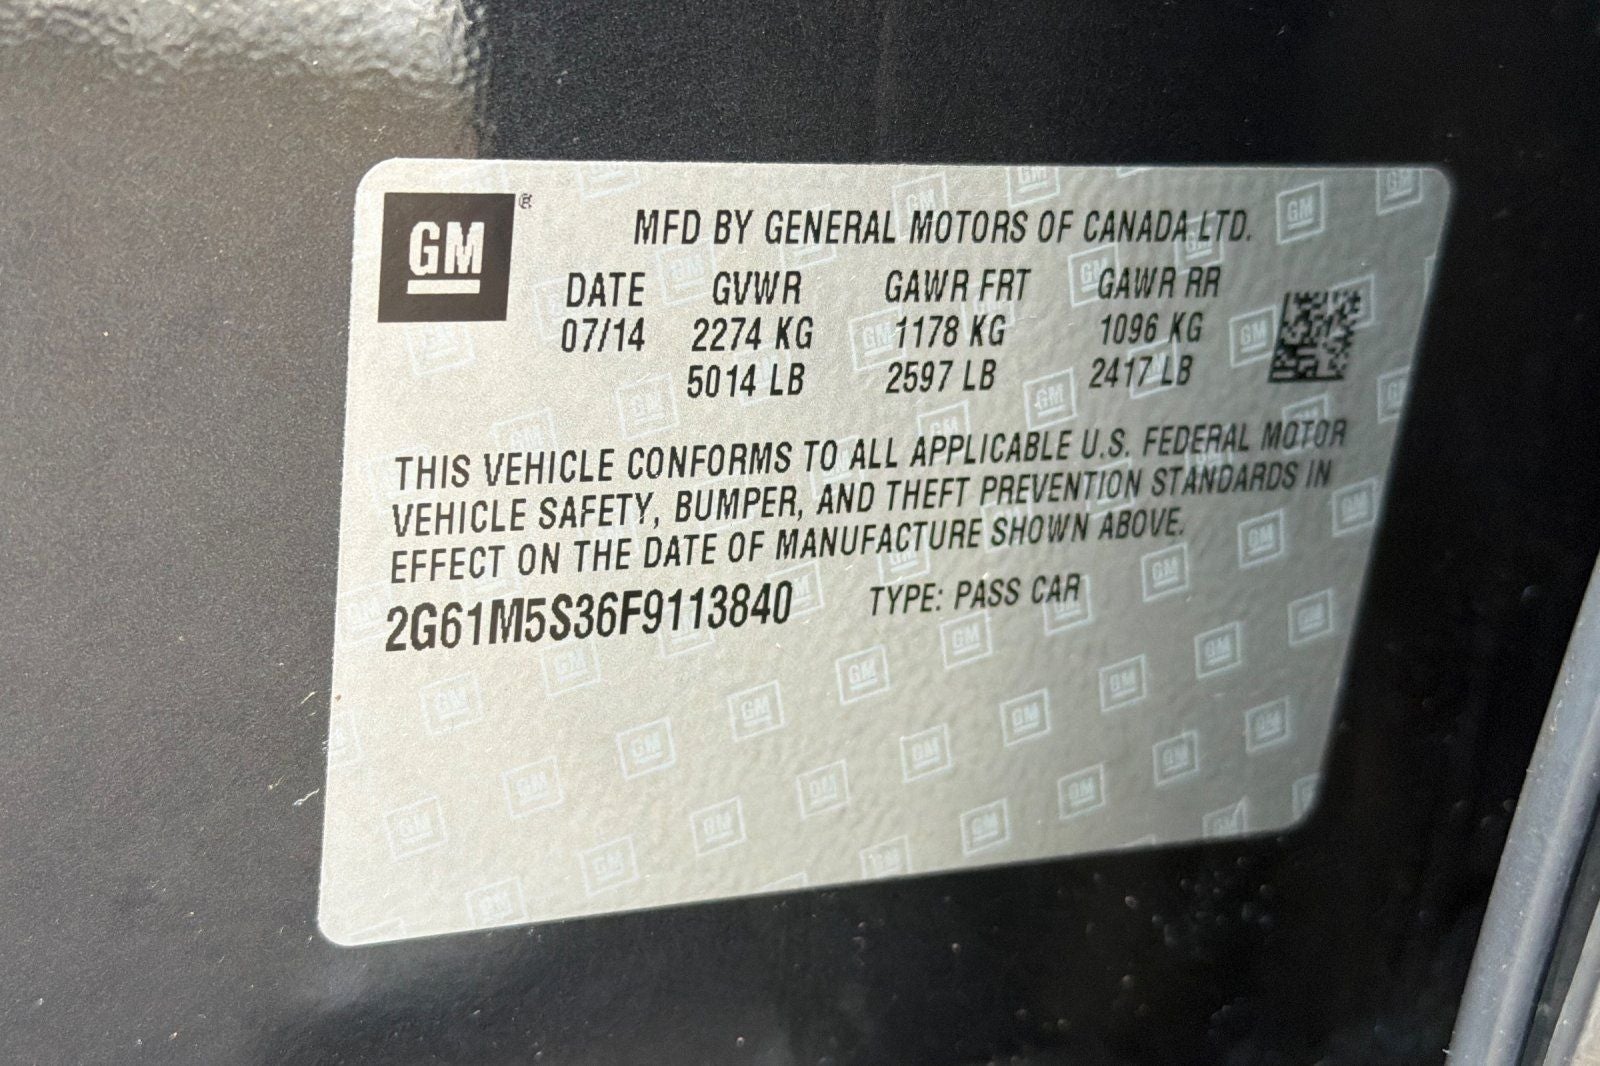 GM®
MFD BY GENERAL MOTORS OF CANADA LTD.
DATE GVWR GAWR FRT GAWR RR
07/14 2274 KG 1178 KG 1096 KG
5014 LB 2597 LB 2417 LB
THIS VEHICLE CONFORMS TO ALL APPLICABLE U.S. FEDERAL MOTOR
VEHICLE SAFETY, BUMPER, AND THEFT PREVENTION STANDARDS IN
EFFECT ON THE DATE OF MANUFACTURE SHOWN ABOVE.
2G61M5S36F9113840 TYPE: PASS CAR